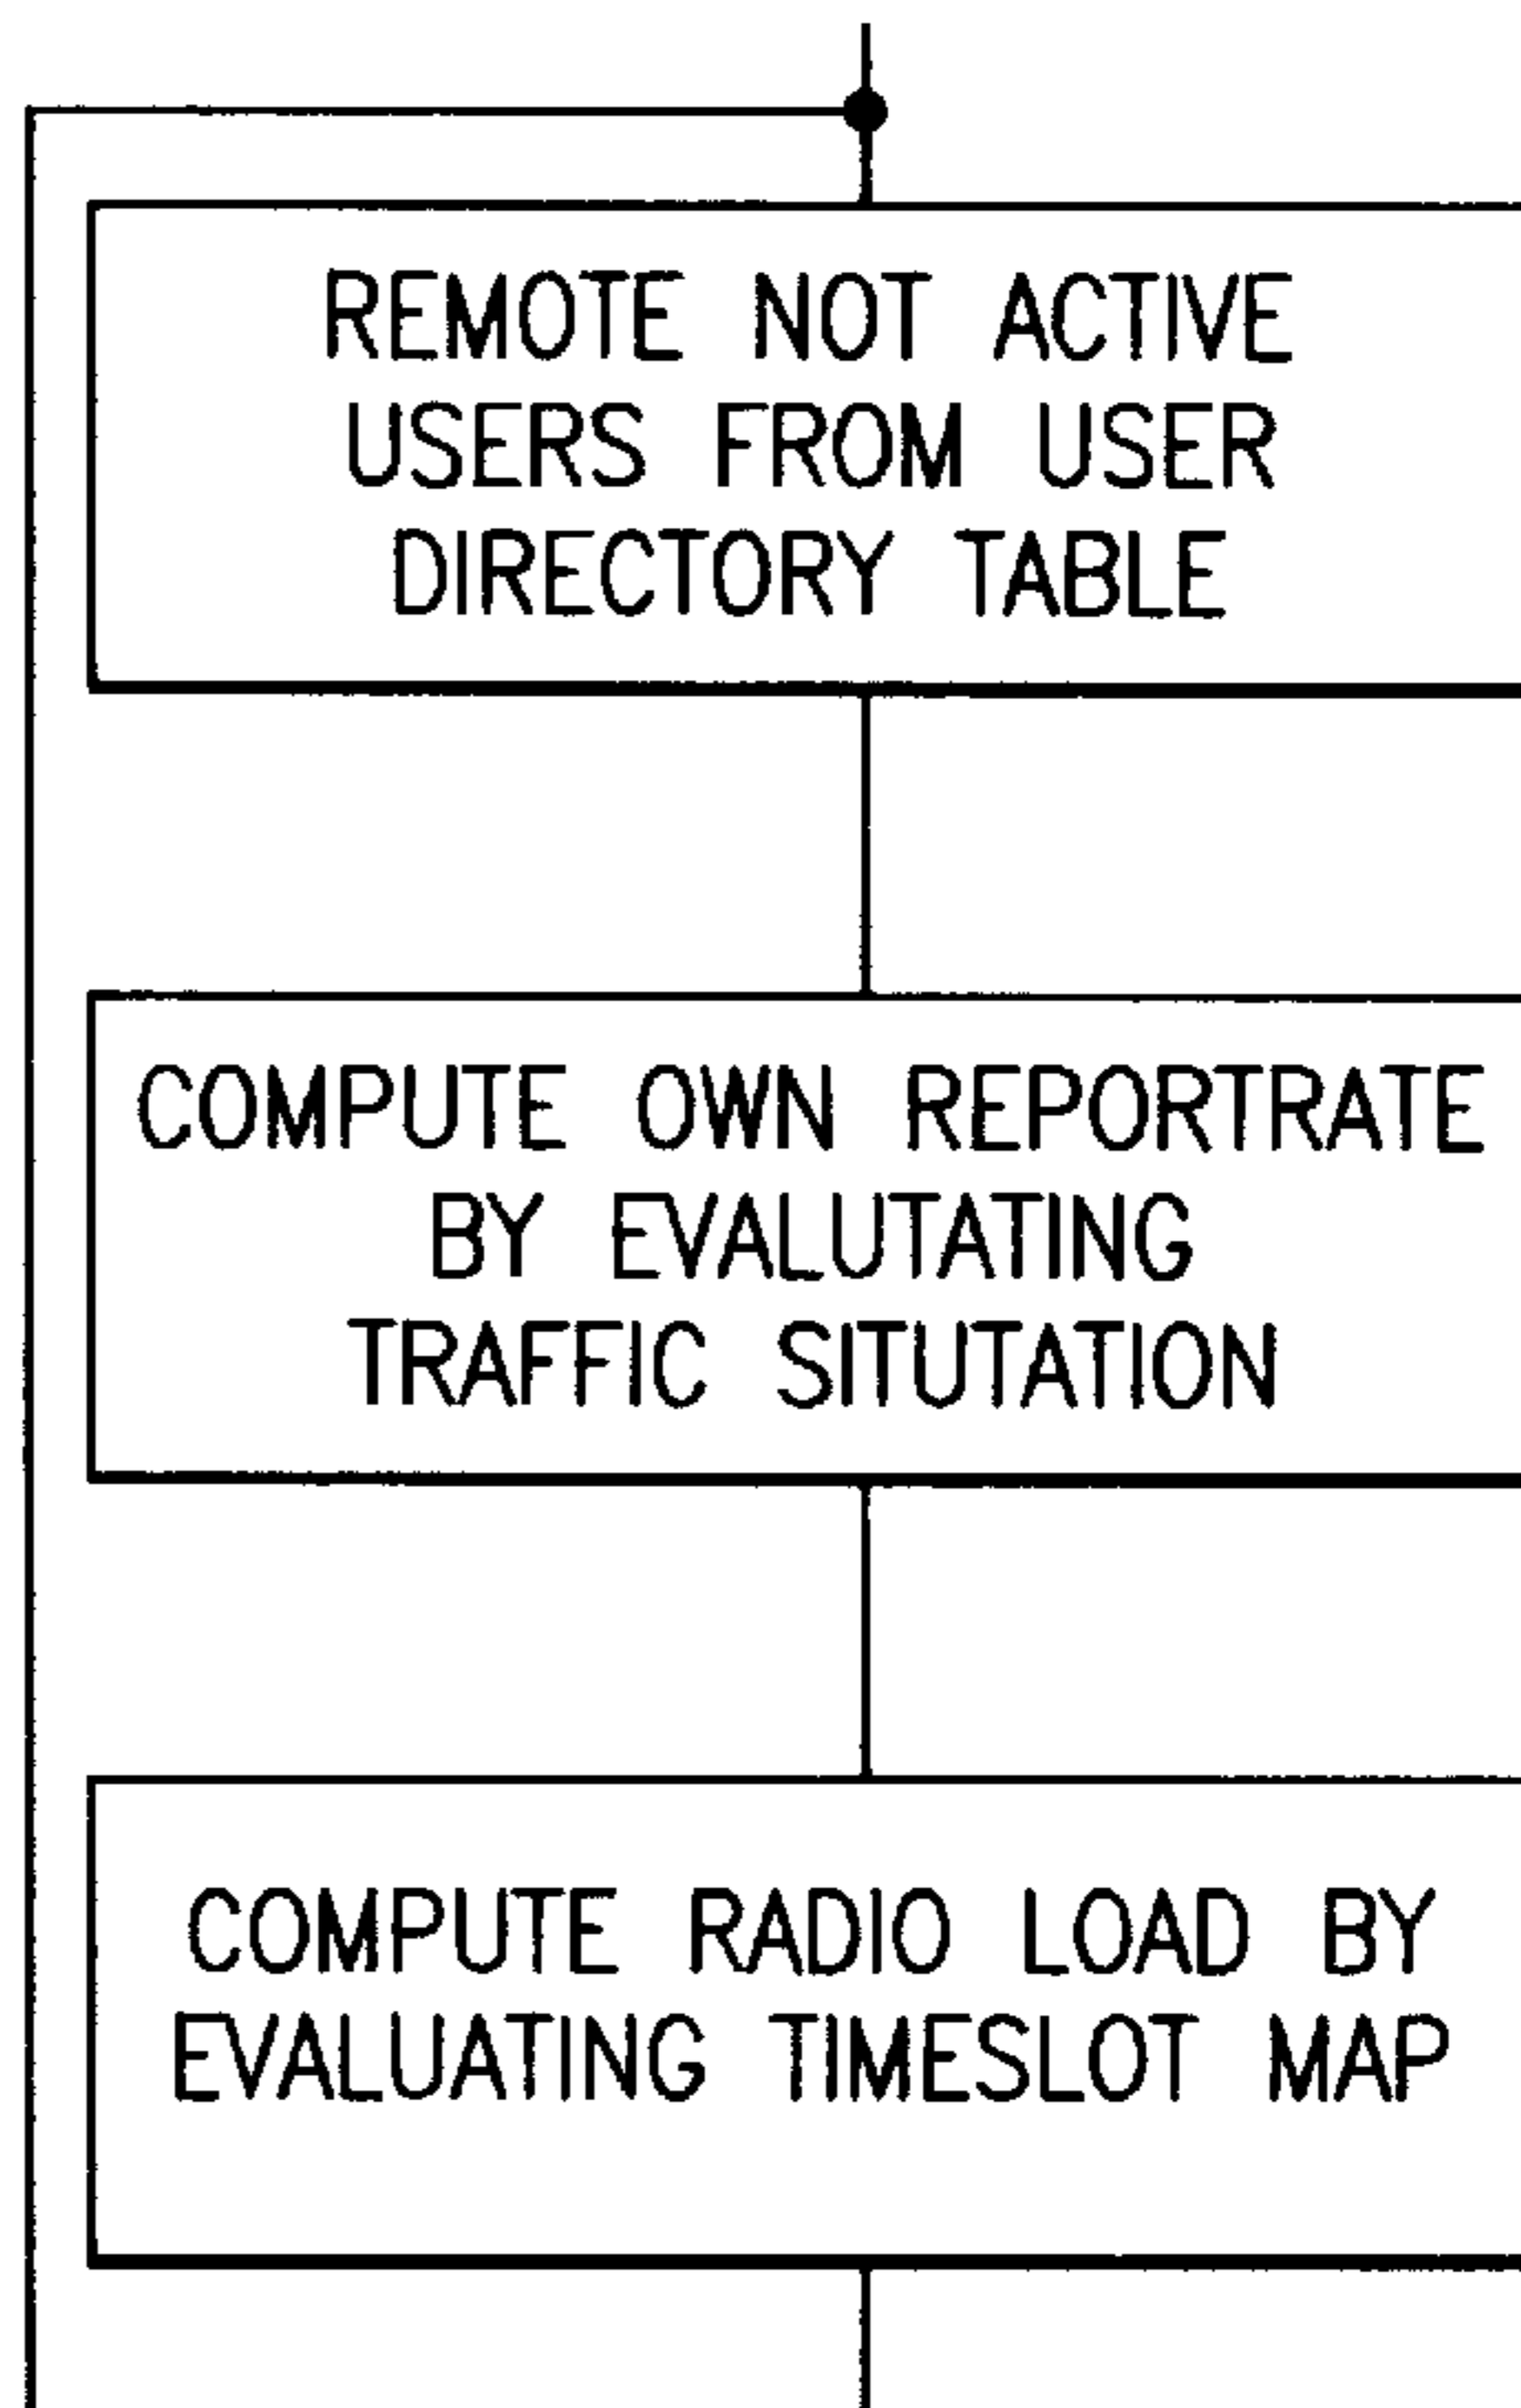 REMOTE NOT ACTIVE
USERS FROM USER
DIRECTORY TABLE
COMPUTE OWN REPORTRATE
BY EVALUTATING
TRAFFIC SITUTATION
COMPUTE RADIO LOAD BY
EVALUATING TIMESLOT MAP